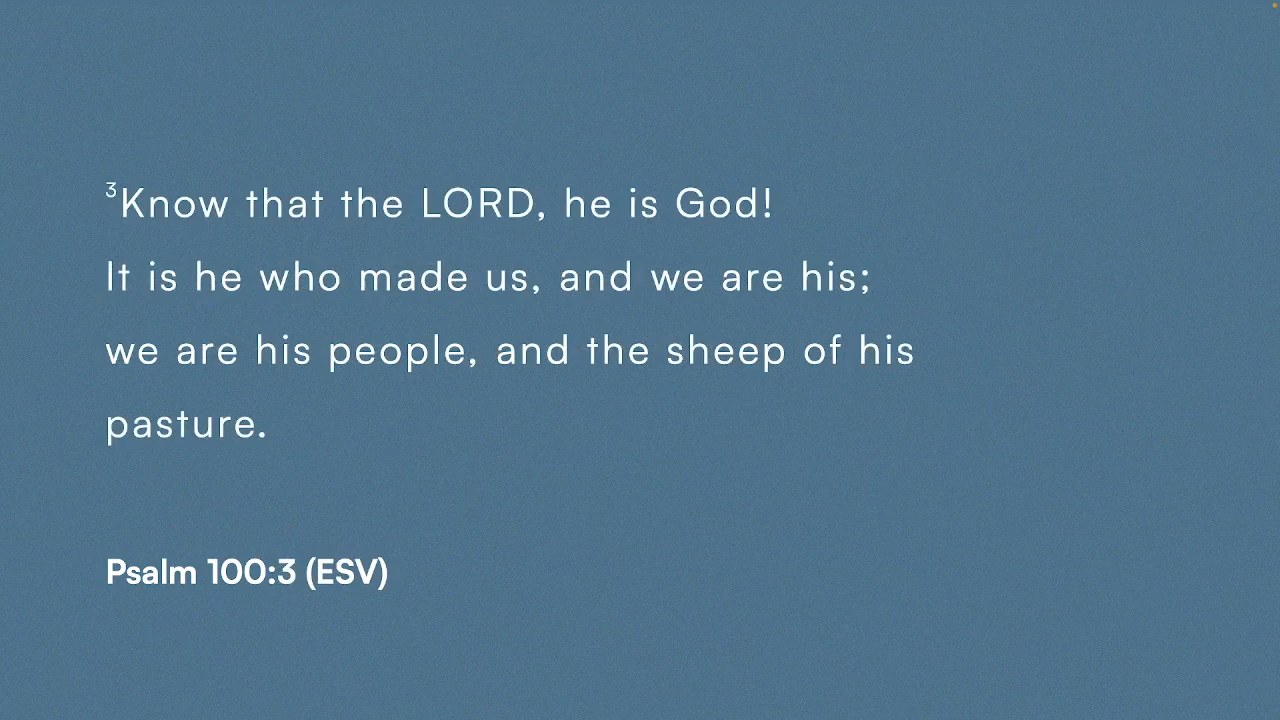 ³Know that the LORD, he is God!
It is he who made us, and we are his;
we are his people, and the sheep of his
pasture.
Psalm 100:3 (ESV)